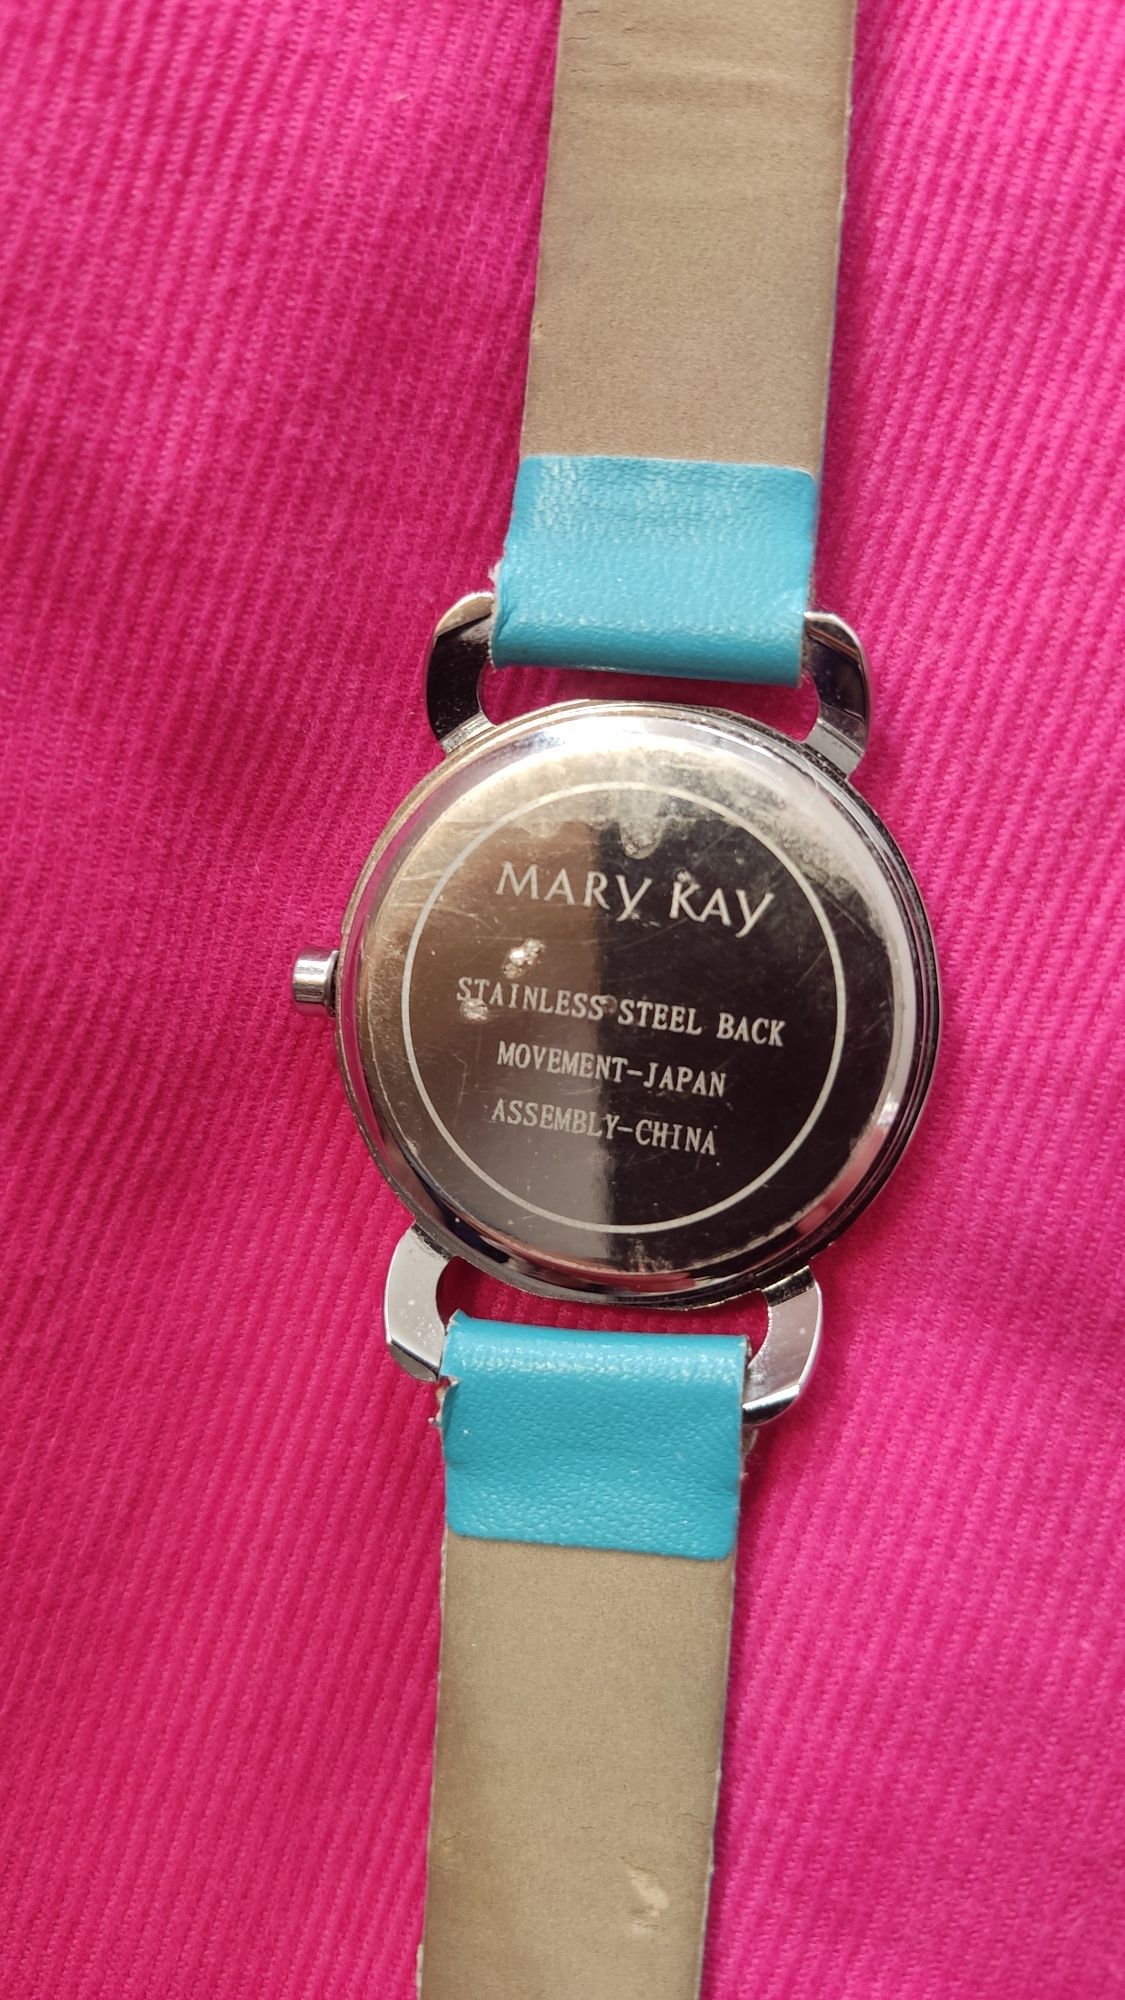 MARY KAY
STAINLESS STEEL BACK
MOVEMENT-JAPAN
ASSEMBLY-CHINA